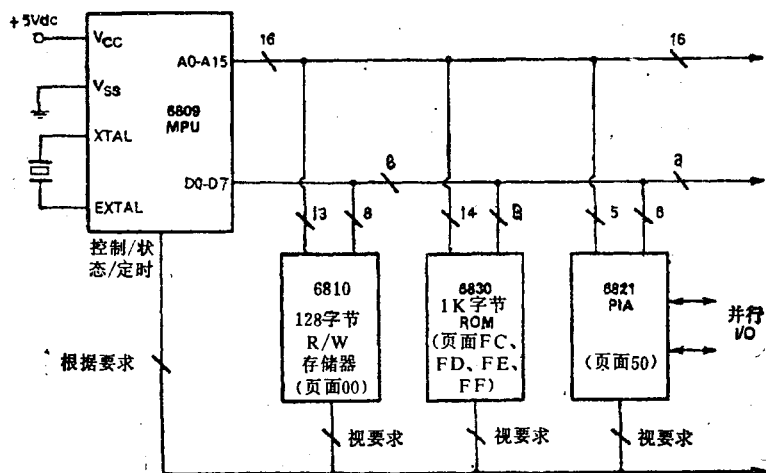 +5Vdc
VCC
VSS
XTAL
EXTAL
6809
MPU
A0-A15
D0-D7
16
16
8
13
8
14
5
控制/状
态/定时
根据要求
6810
128字节
R/W
存储器
(页面00)
6830
1K字节
ROM
(页面FC、
FD、FE、
FF)
6821
PIA
(页面50)
并行
I/O
视要求
视要求
视要求